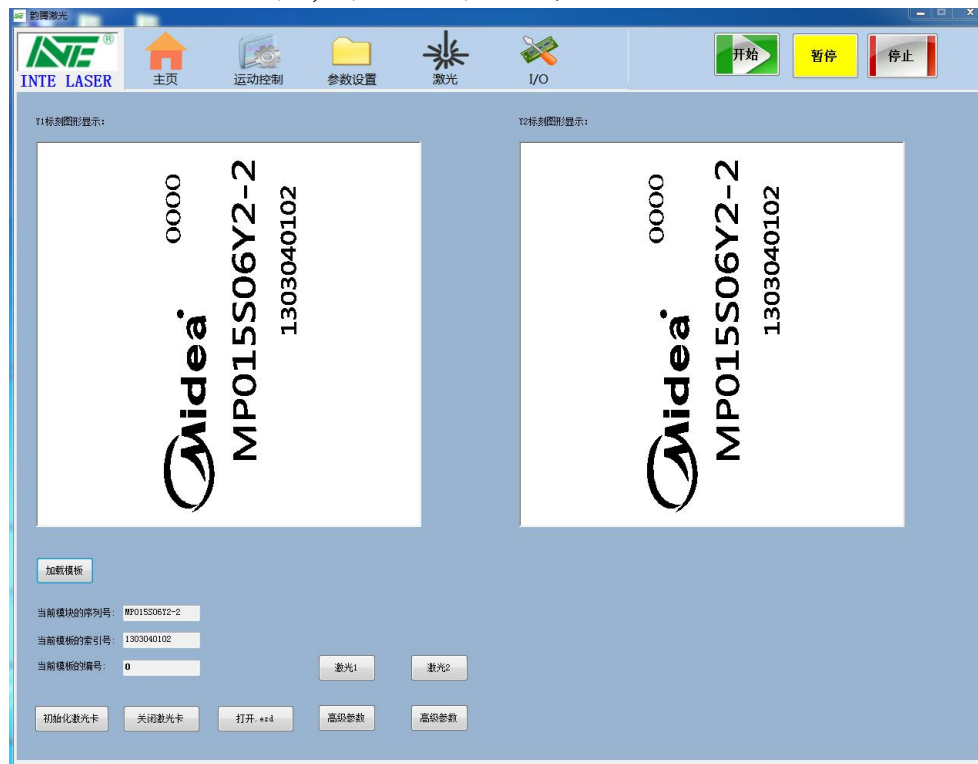 韵腾激光
INTE®
INTE LASER
主页
运动控制
参数设置
激光
I/O
开始
暂停
停止
Y1标刻图形显示:
Y2标刻图形显示:
Midea
0000
MP015S06Y2-2
1303040102
Midea
0000
MP015S06Y2-2
1303040102
加载模板
当前模块的序列号: MP015S06Y2-2
当前模板的索引号: 1303040102
当前模板的编号: 0
激光1
激光2
初始化激光卡
关闭激光卡
打开.ezd
高级参数
高级参数